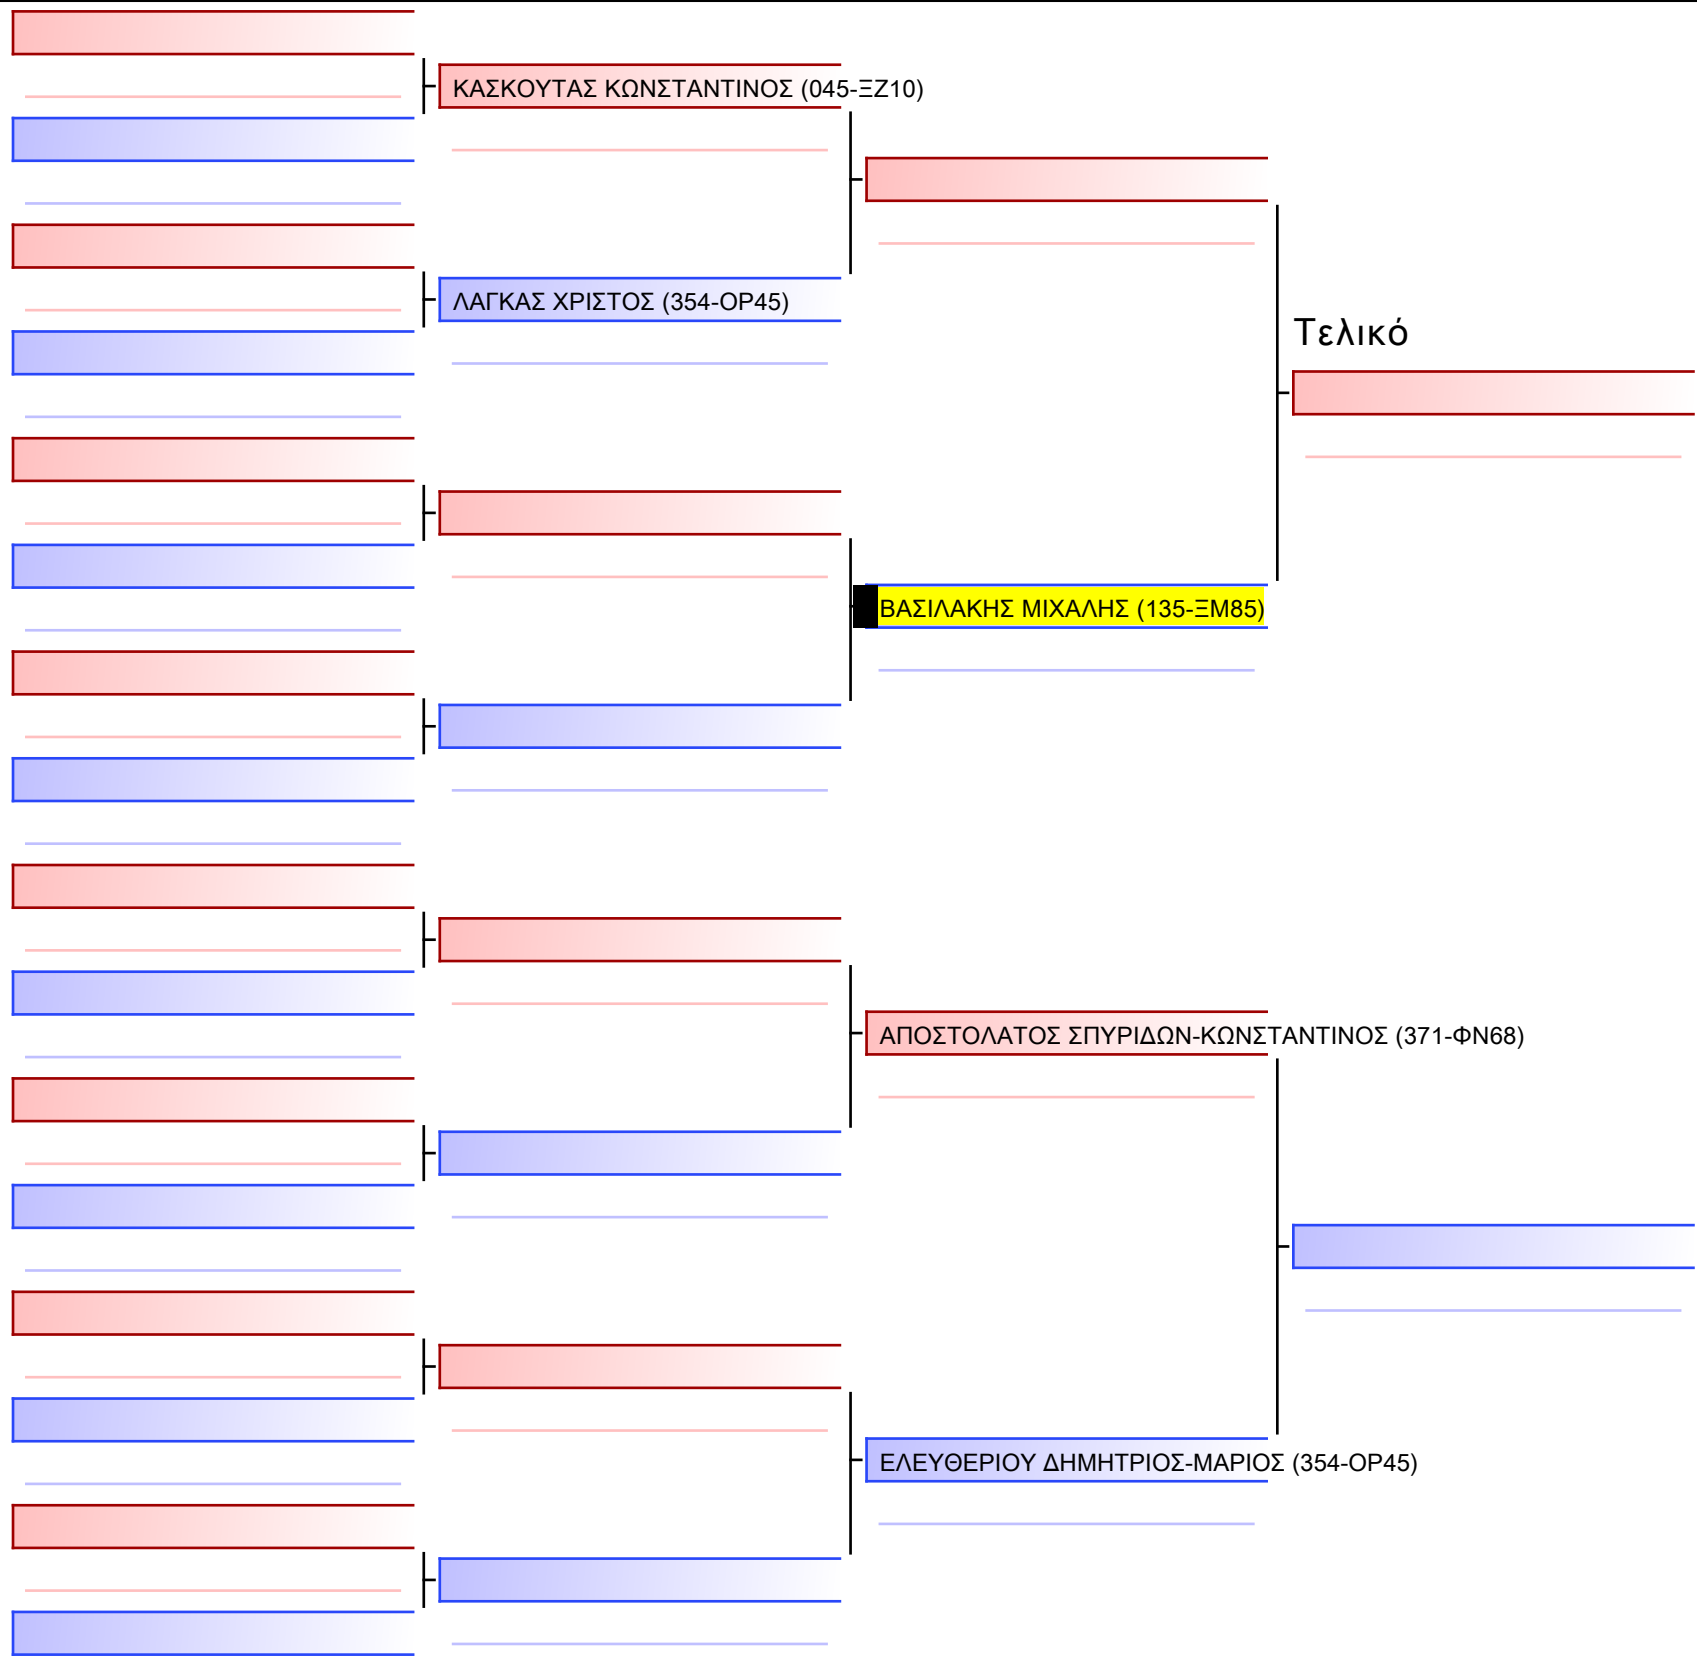 ΚΑΣΚΟΥΤΑΣ ΚΩΝΣΤΑΝΤΙΝΟΣ (045-ΞΖ10)
ΛΑΓΚΑΣ ΧΡΙΣΤΟΣ (354-ΟΡ45)
Τελικό
ΒΑΣΙΛΑΚΗΣ ΜΙΧΑΛΗΣ (135-ΞΜ85)
ΑΠΟΣΤΟΛΑΤΟΣ ΣΠΥΡΙΔΩΝ-ΚΩΝΣΤΑΝΤΙΝΟΣ (371-ΦΝ68)
ΕΛΕΥΘΕΡΙΟΥ ΔΗΜΗΤΡΙΟΣ-ΜΑΡΙΟΣ (354-ΟΡ45)